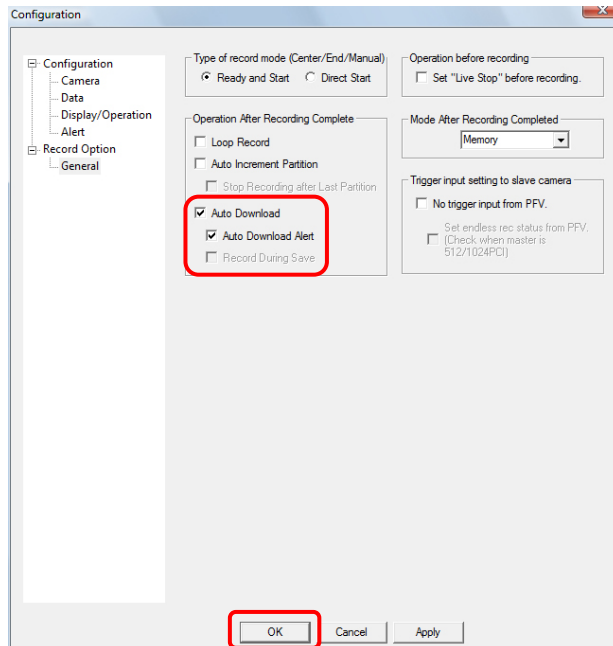 Configuration
Configuration
Camera
Data
Display/Operation
Alert
Record Option
General
Type of record mode (Center/End/Manual)
Ready and Start
Direct Start
Operation before recording
Set "Live Stop" before recording.
Operation After Recording Complete
Loop Record
Auto Increment Partition
Stop Recording after Last Partition
Auto Download
Auto Download Alert
Record During Save
Mode After Recording Completed
Memory
Trigger input setting to slave camera
No trigger input from PFV.
Set endless rec status from PFV.
(Check when master is
512/1024PCI)
OK
Cancel
Apply